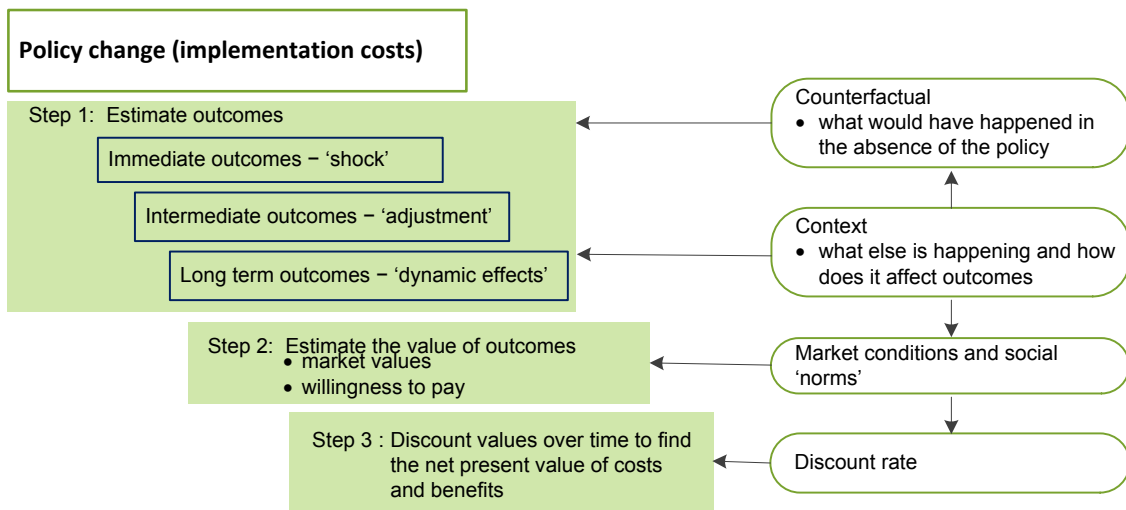 Policy change (implementation costs)
Step 1: Estimate outcomes
Immediate outcomes – ‘shock’
Intermediate outcomes – ‘adjustment’
Long term outcomes – ‘dynamic effects’
Step 2: Estimate the value of outcomes
• market values
• willingness to pay
Step 3 : Discount values over time to find
the net present value of costs
and benefits
Counterfactual
• what would have happened in
the absence of the policy
Context
• what else is happening and how
does it affect outcomes
Market conditions and social
‘norms’
Discount rate